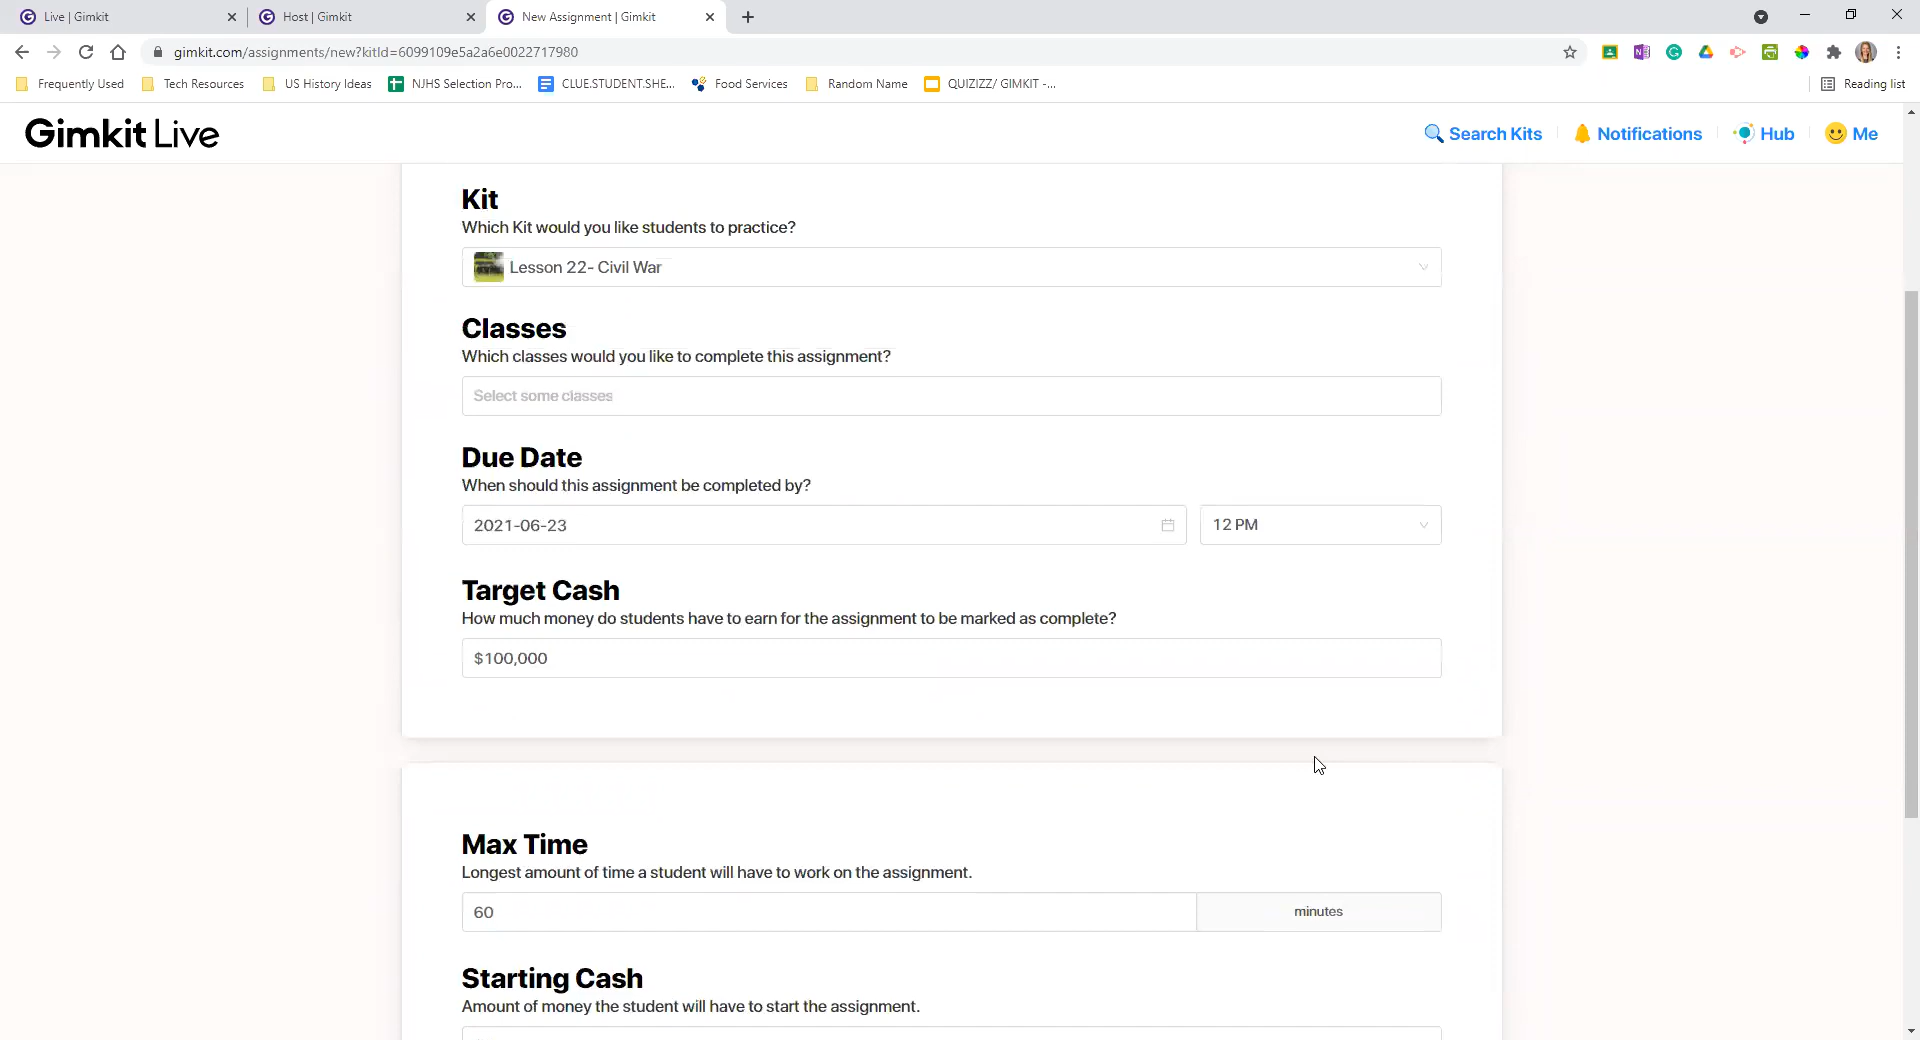 Live | Gimkit
Host | Gimkit
New Assignment | Gimkit
gimkit.com/assignments/new?kitId=6099109e5a2a6e0022717980
Frequently Used
Tech Resources
US History Ideas
NJHS Selection Pro...
CLUE.STUDENT.SHE...
Food Services
Random Name
QUIZIZZ/ GIMKIT -...
Reading list
Gimkit Live
Search Kits
Notifications
Hub
Me
Kit
Which Kit would you like students to practice?
Lesson 22- Civil War
Classes
Which classes would you like to complete this assignment?
Select some classes
Due Date
When should this assignment be completed by?
2021-06-23
12 PM
Target Cash
How much money do students have to earn for the assignment to be marked as complete?
$100,000
Max Time
Longest amount of time a student will have to work on the assignment.
60
minutes
Starting Cash
Amount of money the student will have to start the assignment.